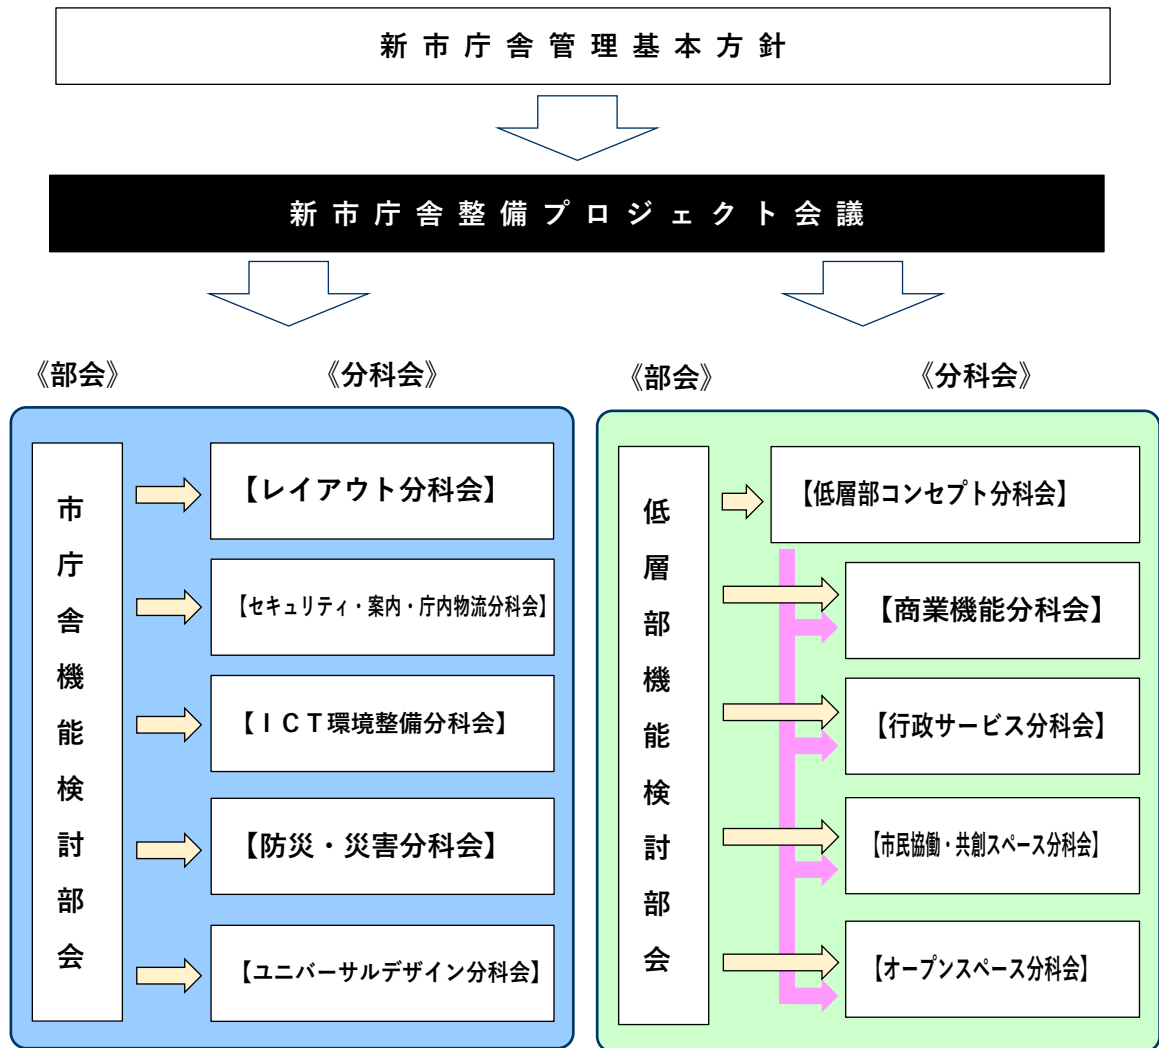 新市庁舎管理基本方針
新市庁舎整備プロジェクト会議
《部会》
《分科会》
市庁舎機能検討部会
【レイアウト分科会】
【セキュリティ・案内・庁内物流分科会】
【ＩＣＴ環境整備分科会】
【防災・災害分科会】
【ユニバーサルデザイン分科会】
《部会》
《分科会》
低層部機能検討部会
【低層部コンセプト分科会】
【商業機能分科会】
【行政サービス分科会】
【市民協働・共創スペース分科会】
【オープンスペース分科会】